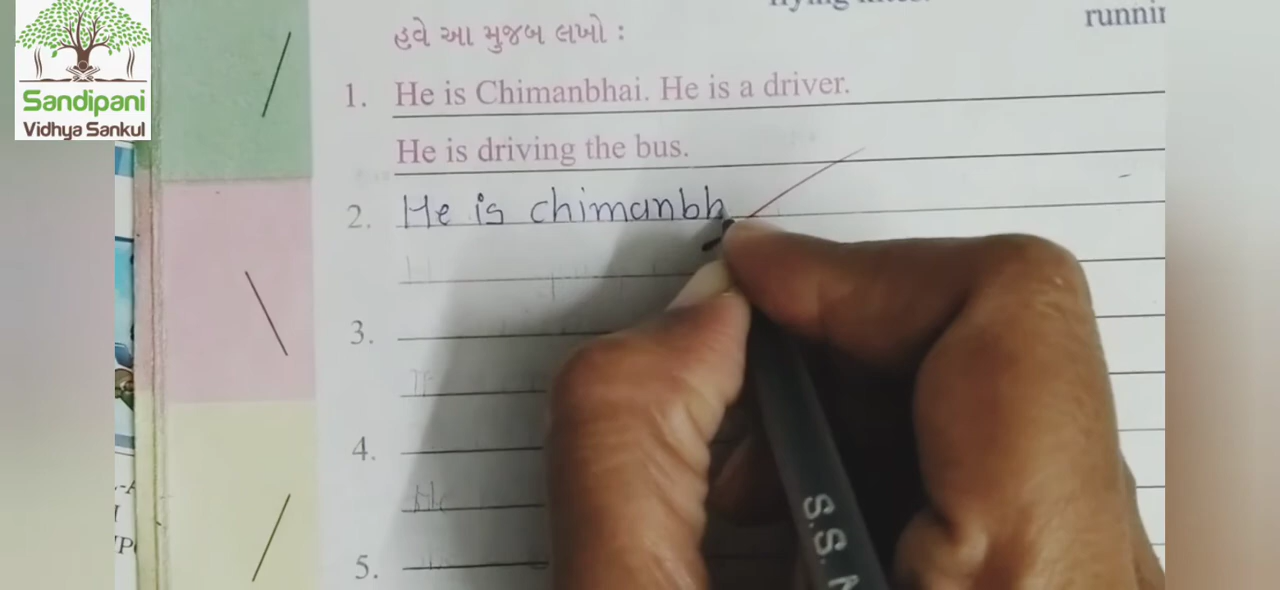 Sandipani
Vidhya Sankul
હવે આ મુજબ લખો :
1. He is Chimanbhai. He is a driver.
He is driving the bus.
2. He is chimanbh
3.
4.
He
5.
S.S.